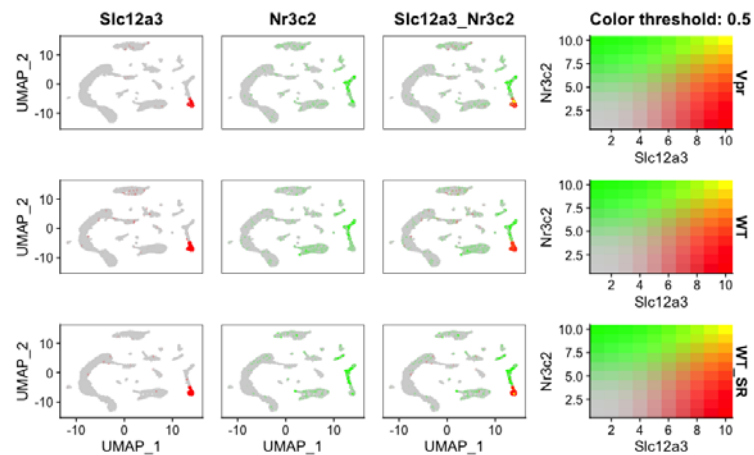 Slc12a3 Nr3c2 Slc12a3_Nr3c2 Color threshold: 0.5
UMAP_2
10
0
-10
Nr3c2
10.0
7.5
5.0
2.5
2 4 6 8 10
Slc12a3
Vpr
UMAP_2
10
0
-10
Nr3c2
10.0
7.5
5.0
2.5
2 4 6 8 10
Slc12a3
WT
UMAP_2
10
0
-10
-10 0 10 -10 0 10 -10 0 10
UMAP_1 UMAP_1 UMAP_1
Nr3c2
10.0
7.5
5.0
2.5
2 4 6 8 10
Slc12a3
WT_SR